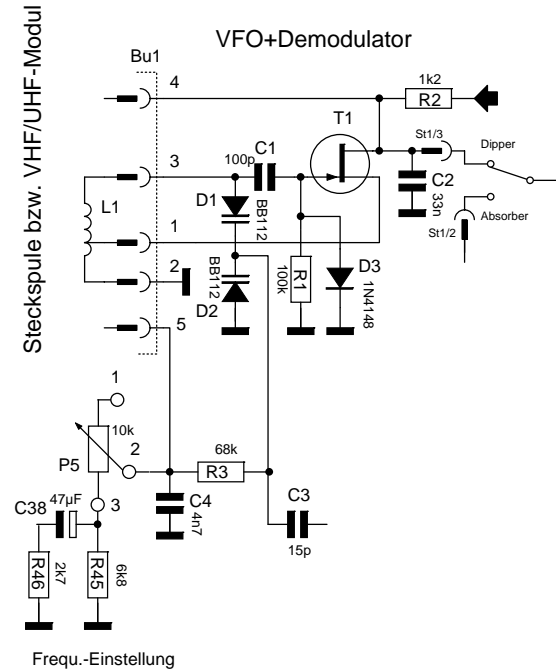 VFO+Demodulator
Steckspule bzw. VHF/UHF-Modul
Bu1
4
1k2
R2
T1
St1/3
Dipper
3
C1
100p
L1
D1
BB112
C2
33n
Absorber
St1/2
1
2
BB112
D2
R1
100k
D3
1N4148
5
1
10k
2
P5
68k
R3
3
C4
4n7
C38
47µF
C3
15p
R46
2k7
R45
6k8
Frequ.-Einstellung